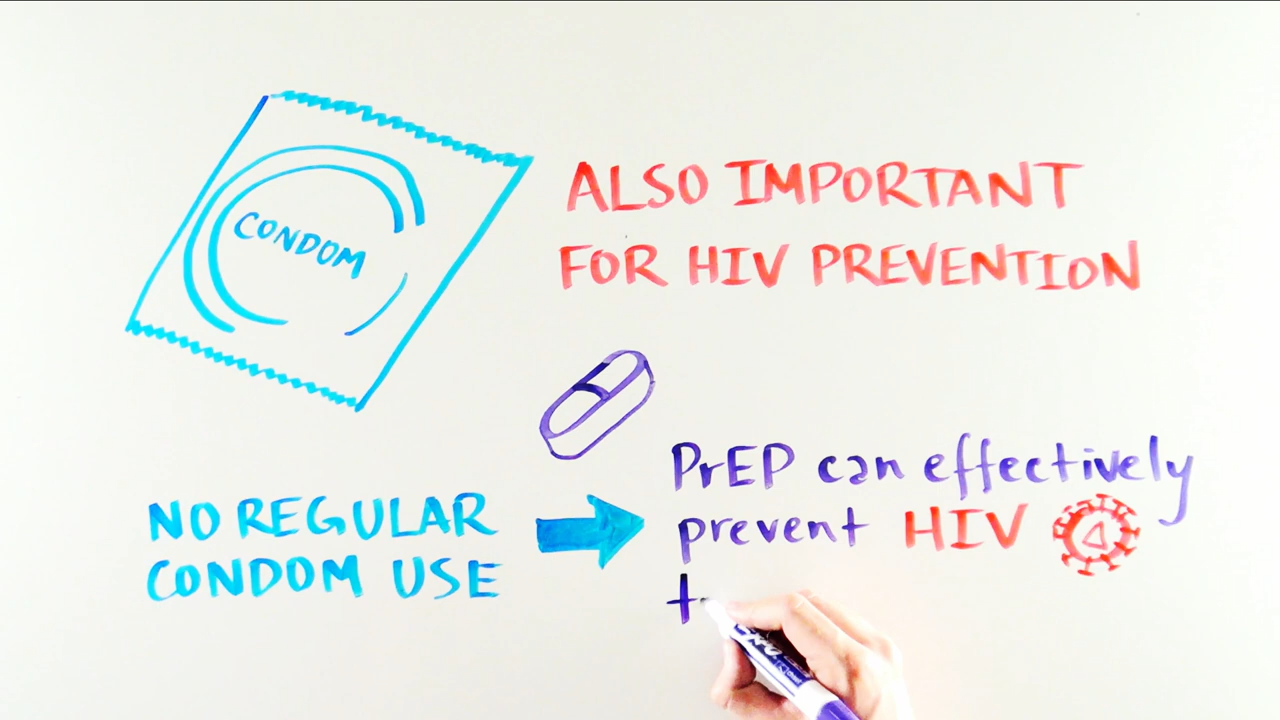 CONDOM
ALSO IMPORTANT
FOR HIV PREVENTION
PrEP can effectively
prevent HIV
NO REGULAR
CONDOM USE